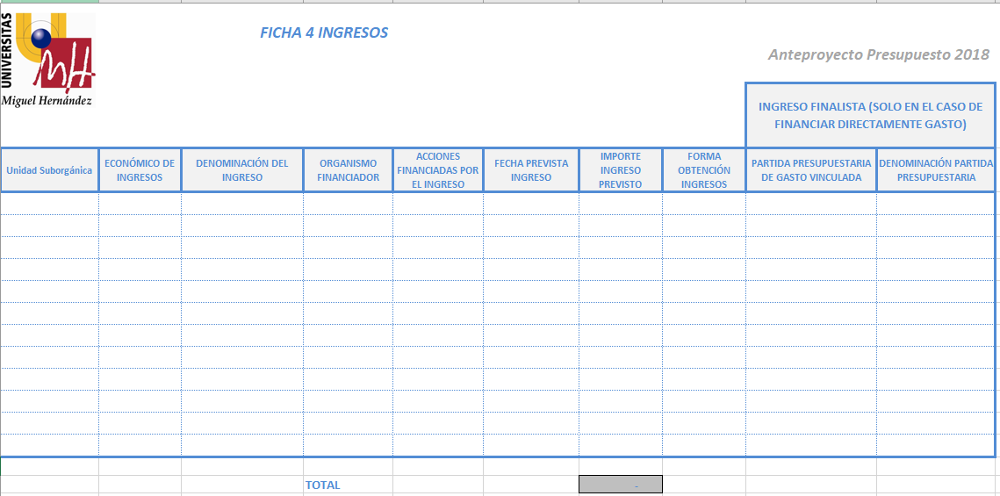 UNIVERSITAS
Miguel Hernández
FICHA 4 INGRESOS
Anteproyecto Presupuesto 2018
INGRESO FINALISTA (SOLO EN EL CASO DE
FINANCIAR DIRECTAMENTE GASTO)
Unidad Suborgánica
ECONÓMICO DE
INGRESOS
DENOMINACIÓN DEL
INGRESO
ORGANISMO
FINANCIADOR
ACCIONES
FINANCIADAS POR
EL INGRESO
FECHA PREVISTA
INGRESO
IMPORTE
INGRESO
PREVISTO
FORMA
OBTENCIÓN
INGRESOS
PARTIDA PRESUPUESTARIA
DE GASTO VINCULADA
DENOMINACIÓN PARTIDA
PRESUPUESTARIA
TOTAL
-